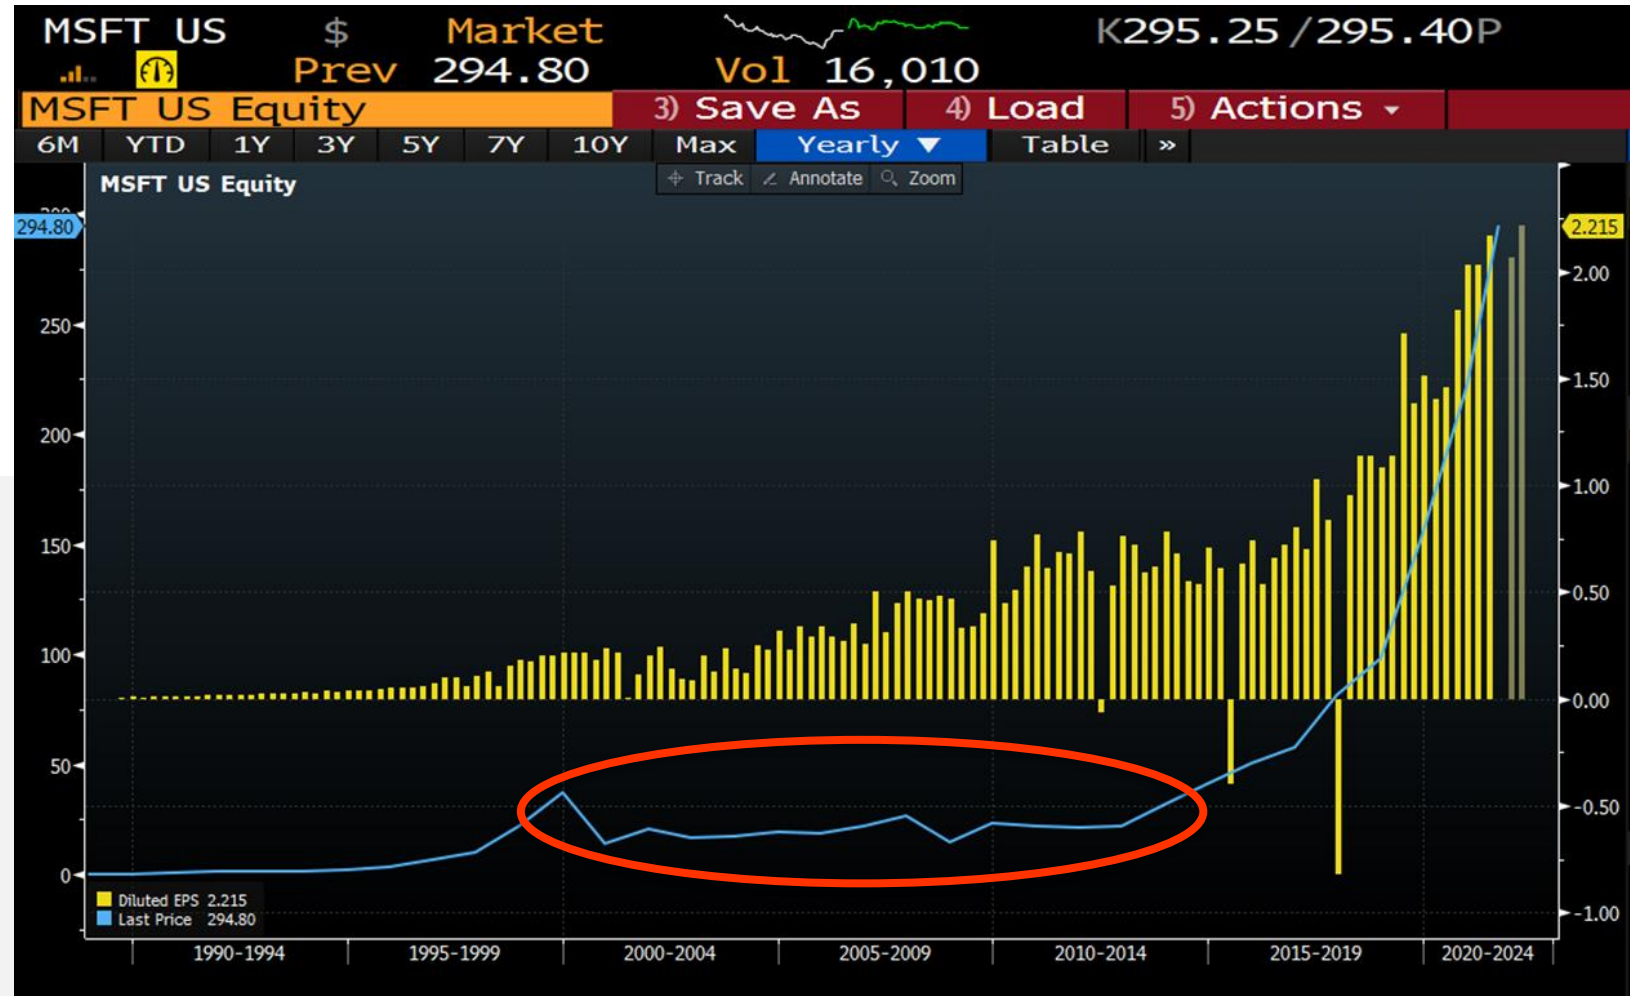 MSFT US $ Market K295.25/295.40P
Prev 294.80 Vol 16,010
MSFT US Equity 3) Save As 4) Load 5) Actions
6M YTD 1Y 3Y 5Y 7Y 10Y Max Yearly ▼ Table »
Track Annotate Zoom
MSFT US Equity
294.80
250
200
150
100
50
0
2.215
2.00
1.50
1.00
0.50
0.00
-0.50
-1.00
Diluted EPS 2.215
Last Price 294.80
1990-1994 1995-1999 2000-2004 2005-2009 2010-2014 2015-2019 2020-2024